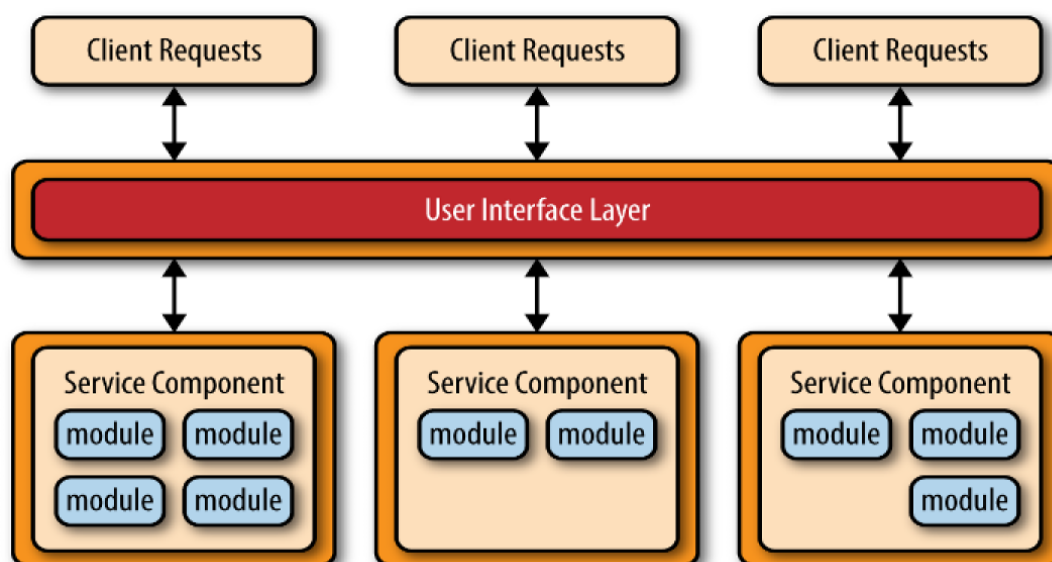 Client Requests
Client Requests
Client Requests
User Interface Layer
Service Component
module module
module module
Service Component
module module
Service Component
module module
module